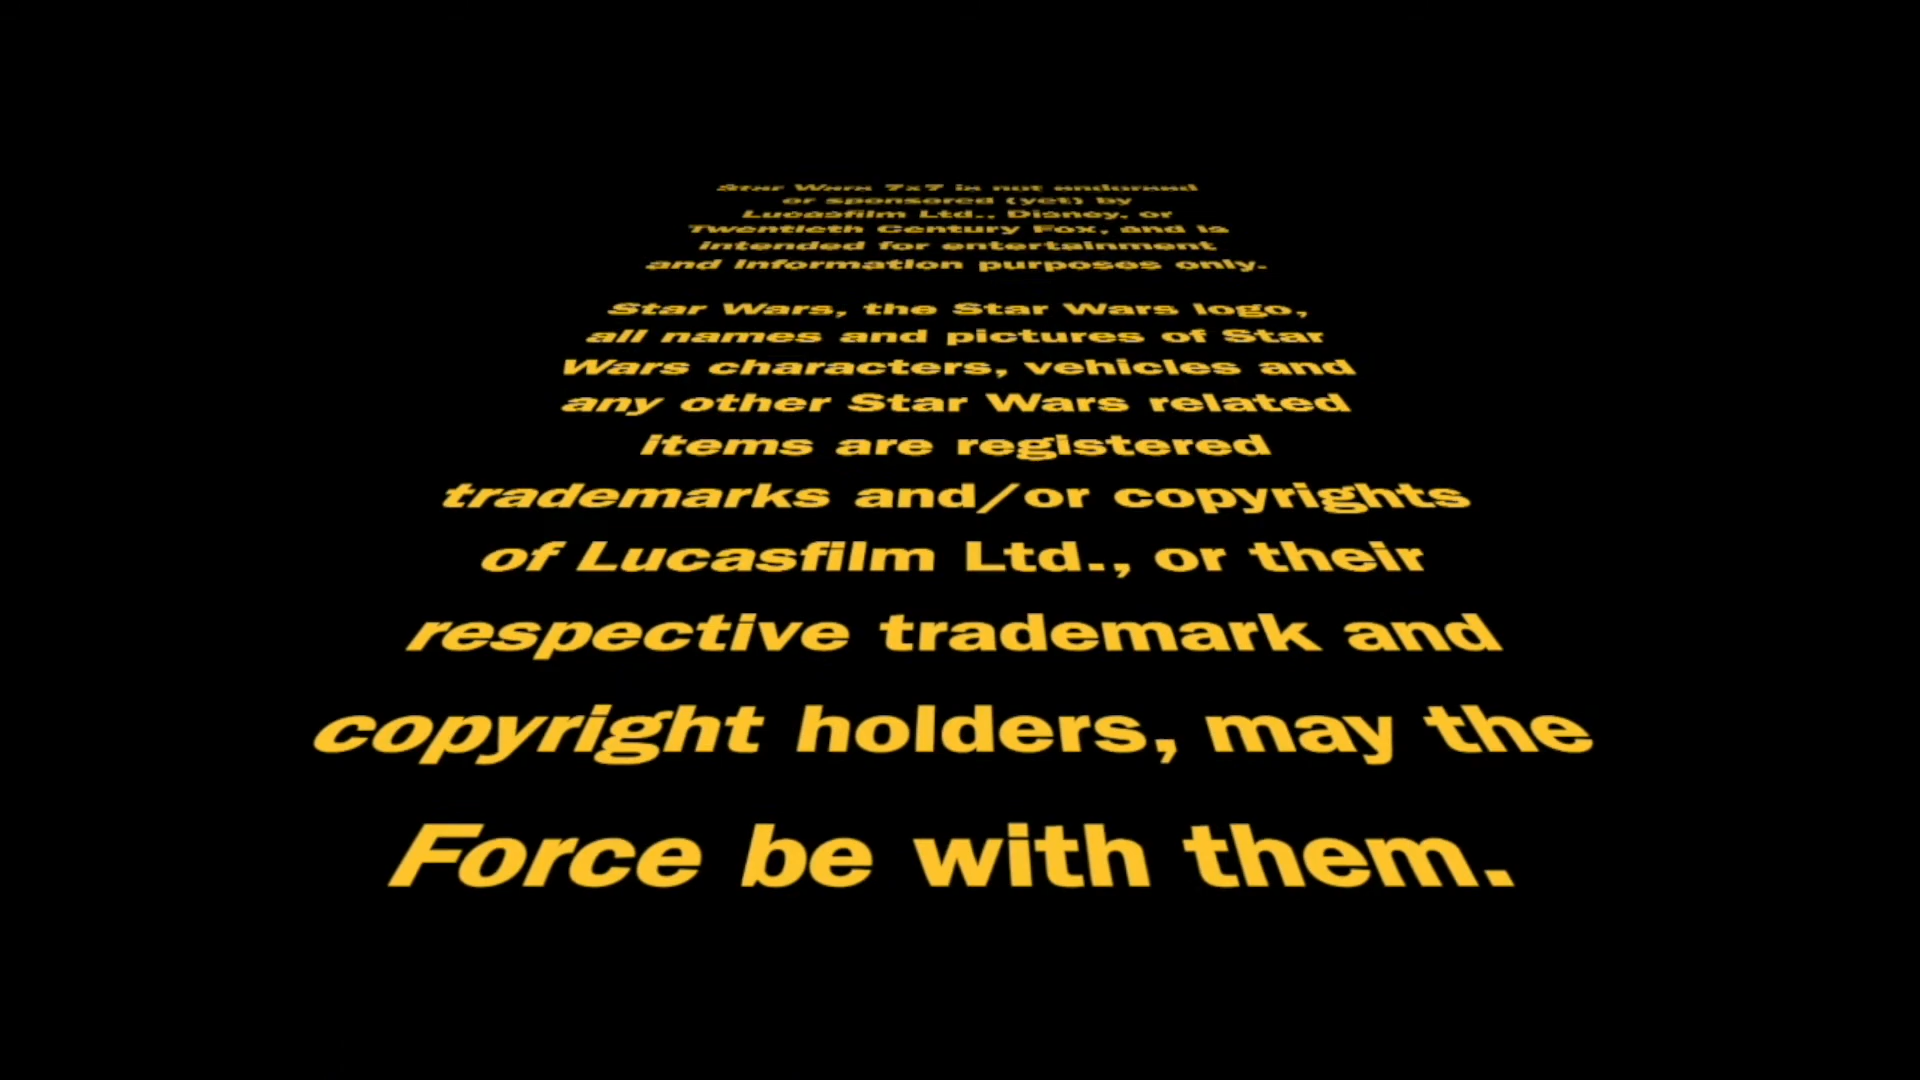 Star Wars 7x7 is not endorsed
or sponsored (yet) by
Lucasfilm Ltd., Disney, or
Twentieth Century Fox, and is
intended for entertainment
and information purposes only.
Star Wars, the Star Wars logo,
all names and pictures of Star
Wars characters, vehicles and
any other Star Wars related
items are registered
trademarks and/or copyrights
of Lucasfilm Ltd., or their
respective trademark and
copyright holders, may the
Force be with them.